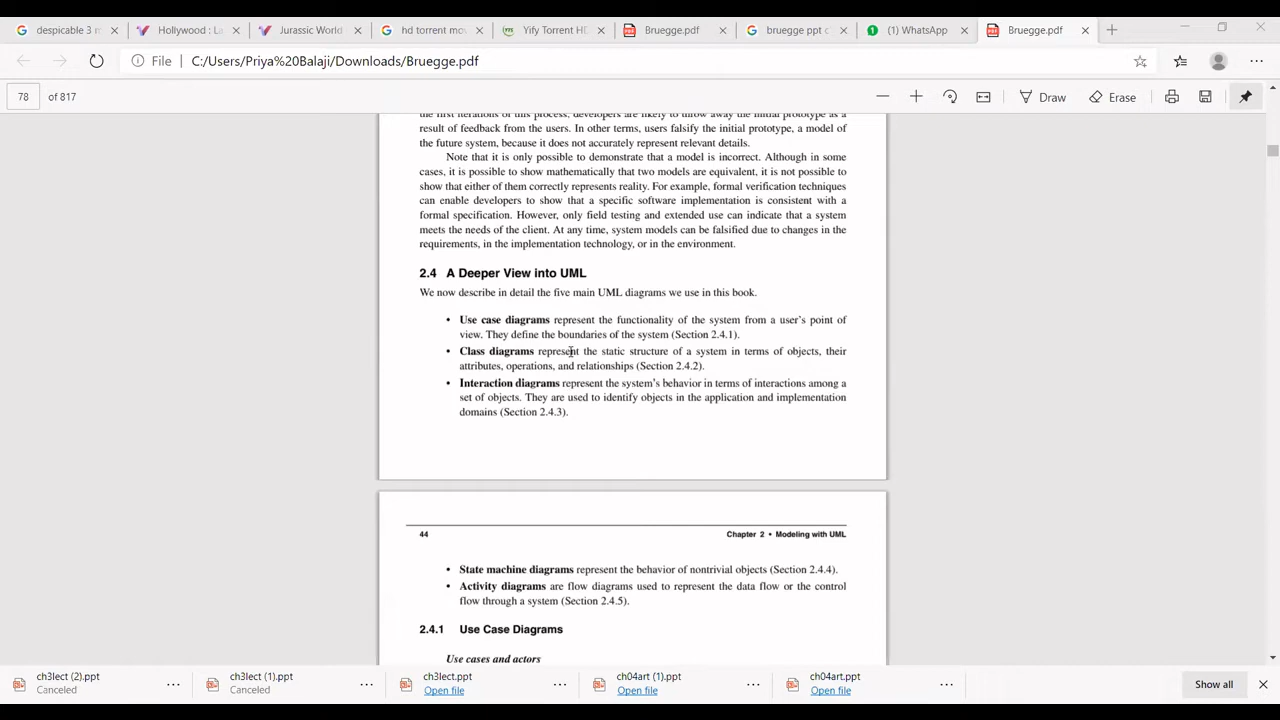 despicable 3 m
Hollywood : La
Jurassic World
hd torrent mov
Yify Torrent HD
Bruegge.pdf
bruegge ppt c
(1) WhatsApp
Bruegge.pdf
File C:/Users/Priya%20Balaji/Downloads/Bruegge.pdf
78 of 817
Draw
Erase
the first iterations of this process, developers are likely to throw away the initial prototype as a
result of feedback from the users. In other terms, users falsify the initial prototype, a model of
the future system, because it does not accurately represent relevant details.
Note that it is only possible to demonstrate that a model is incorrect. Although in some
cases, it is possible to show mathematically that two models are equivalent, it is not possible to
show that either of them correctly represents reality. For example, formal verification techniques
can enable developers to show that a specific software implementation is consistent with a
formal specification. However, only field testing and extended use can indicate that a system
meets the needs of the client. At any time, system models can be falsified due to changes in the
requirements, in the implementation technology, or in the environment.
2.4 A Deeper View into UML
We now describe in detail the five main UML diagrams we use in this book.
• Use case diagrams represent the functionality of the system from a user's point of
view. They define the boundaries of the system (Section 2.4.1).
• Class diagrams represent the static structure of a system in terms of objects, their
attributes, operations, and relationships (Section 2.4.2).
• Interaction diagrams represent the system's behavior in terms of interactions among a
set of objects. They are used to identify objects in the application and implementation
domains (Section 2.4.3).
44 Chapter 2 • Modeling with UML
• State machine diagrams represent the behavior of nontrivial objects (Section 2.4.4).
• Activity diagrams are flow diagrams used to represent the data flow or the control
flow through a system (Section 2.4.5).
2.4.1 Use Case Diagrams
Use cases and actors
ch3lect (2).ppt
Canceled
ch3lect (1).ppt
Canceled
ch3lect.ppt
Open file
ch04art (1).ppt
Open file
ch04art.ppt
Open file
Show all